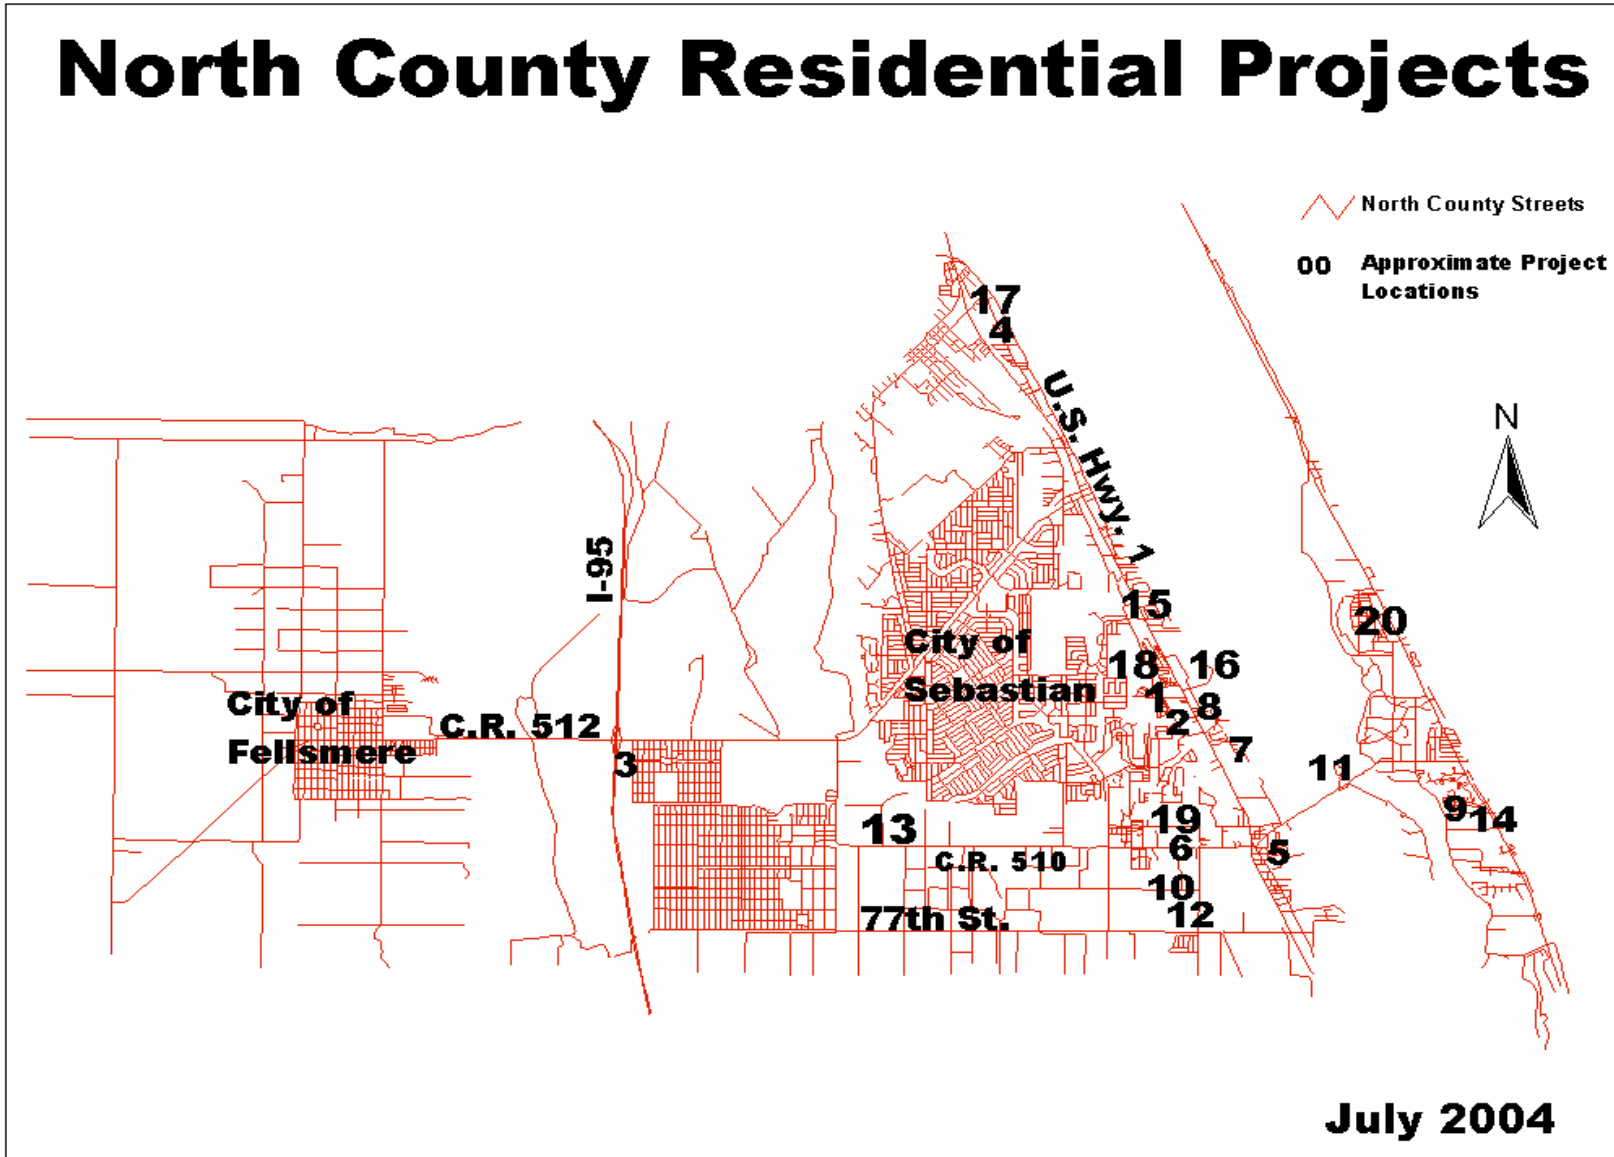 North County Residential Projects
North County Streets
00 Approximate Project
Locations
17
4
U.S. Hwy. 1
N
I-95
15
20
City of
Sebastian
18
16
1
8
2
7
City of
Fellsmere
C.R. 512
3
11
9
14
13
19
6
5
C.R. 510
10
12
77th St.
July 2004